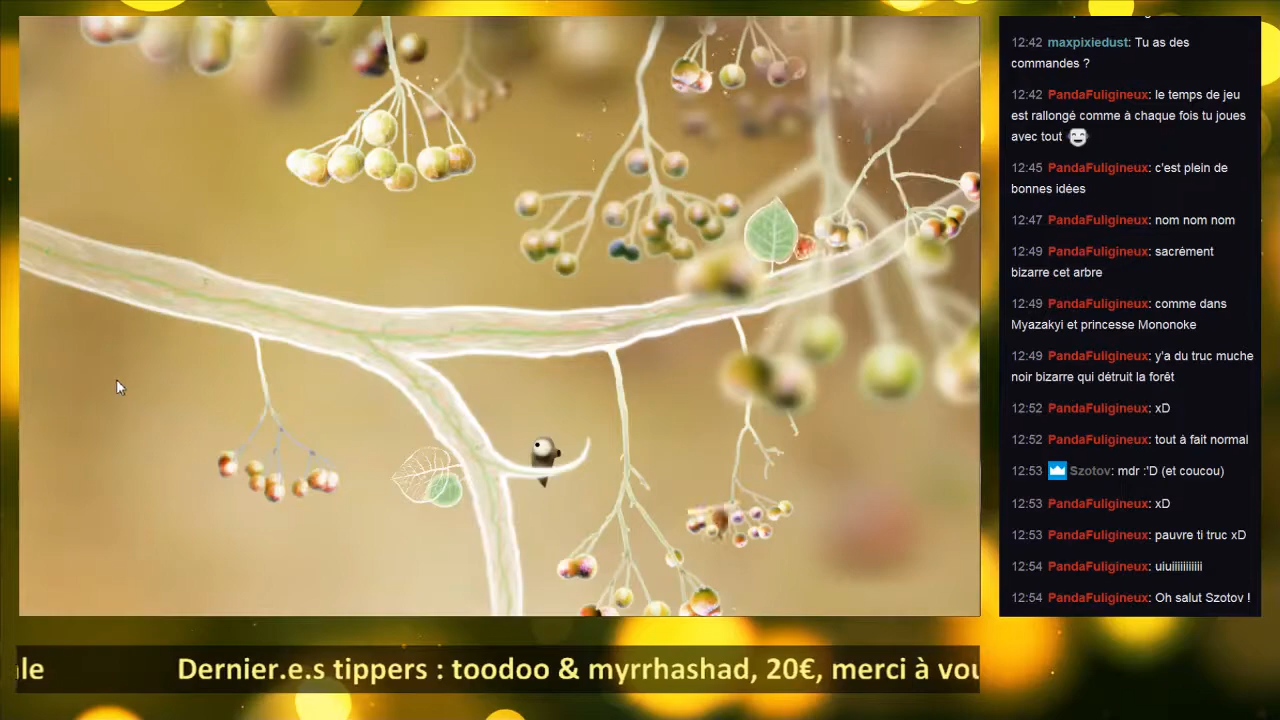 12:42 maxpixiedust: Tu as des
commandes ?
12:42 PandaFuligineux: le temps de jeu
est rallongé comme à chaque fois tu joues
avec tout
12:45 PandaFuligineux: c'est plein de
bonnes idées
12:47 PandaFuligineux: nom nom nom
12:49 PandaFuligineux: sacrément
bizarre cet arbre
12:49 PandaFuligineux: comme dans
Myazakyi et princesse Mononoke
12:49 PandaFuligineux: y'a du truc muche
noir bizarre qui détruit la forêt
12:52 PandaFuligineux: xD
12:52 PandaFuligineux: tout à fait normal
12:53 Szotov: mdr :'D (et coucou)
12:53 PandaFuligineux: xD
12:53 PandaFuligineux: pauvre ti truc xD
12:54 PandaFuligineux: uiuiiiiiiiiiii
12:54 PandaFuligineux: Oh salut Szotov !
le Dernier.e.s tippers : toodoo & myrrhashad, 20€, merci à vou